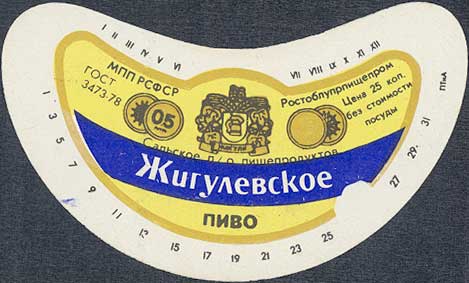 I II III IV V VI VII VIII IX X XI XII
МПП РСФСР
ГОСТ
3473-78
05
Ростоблупрпищепром
Цена 25 коп.
без стоимости
посуды
Сальское п/о пищепродуктов
Жигулевское
ПИВО
1 3 5 7 9 11 13 15 17 19 21 23 25 27 29 31